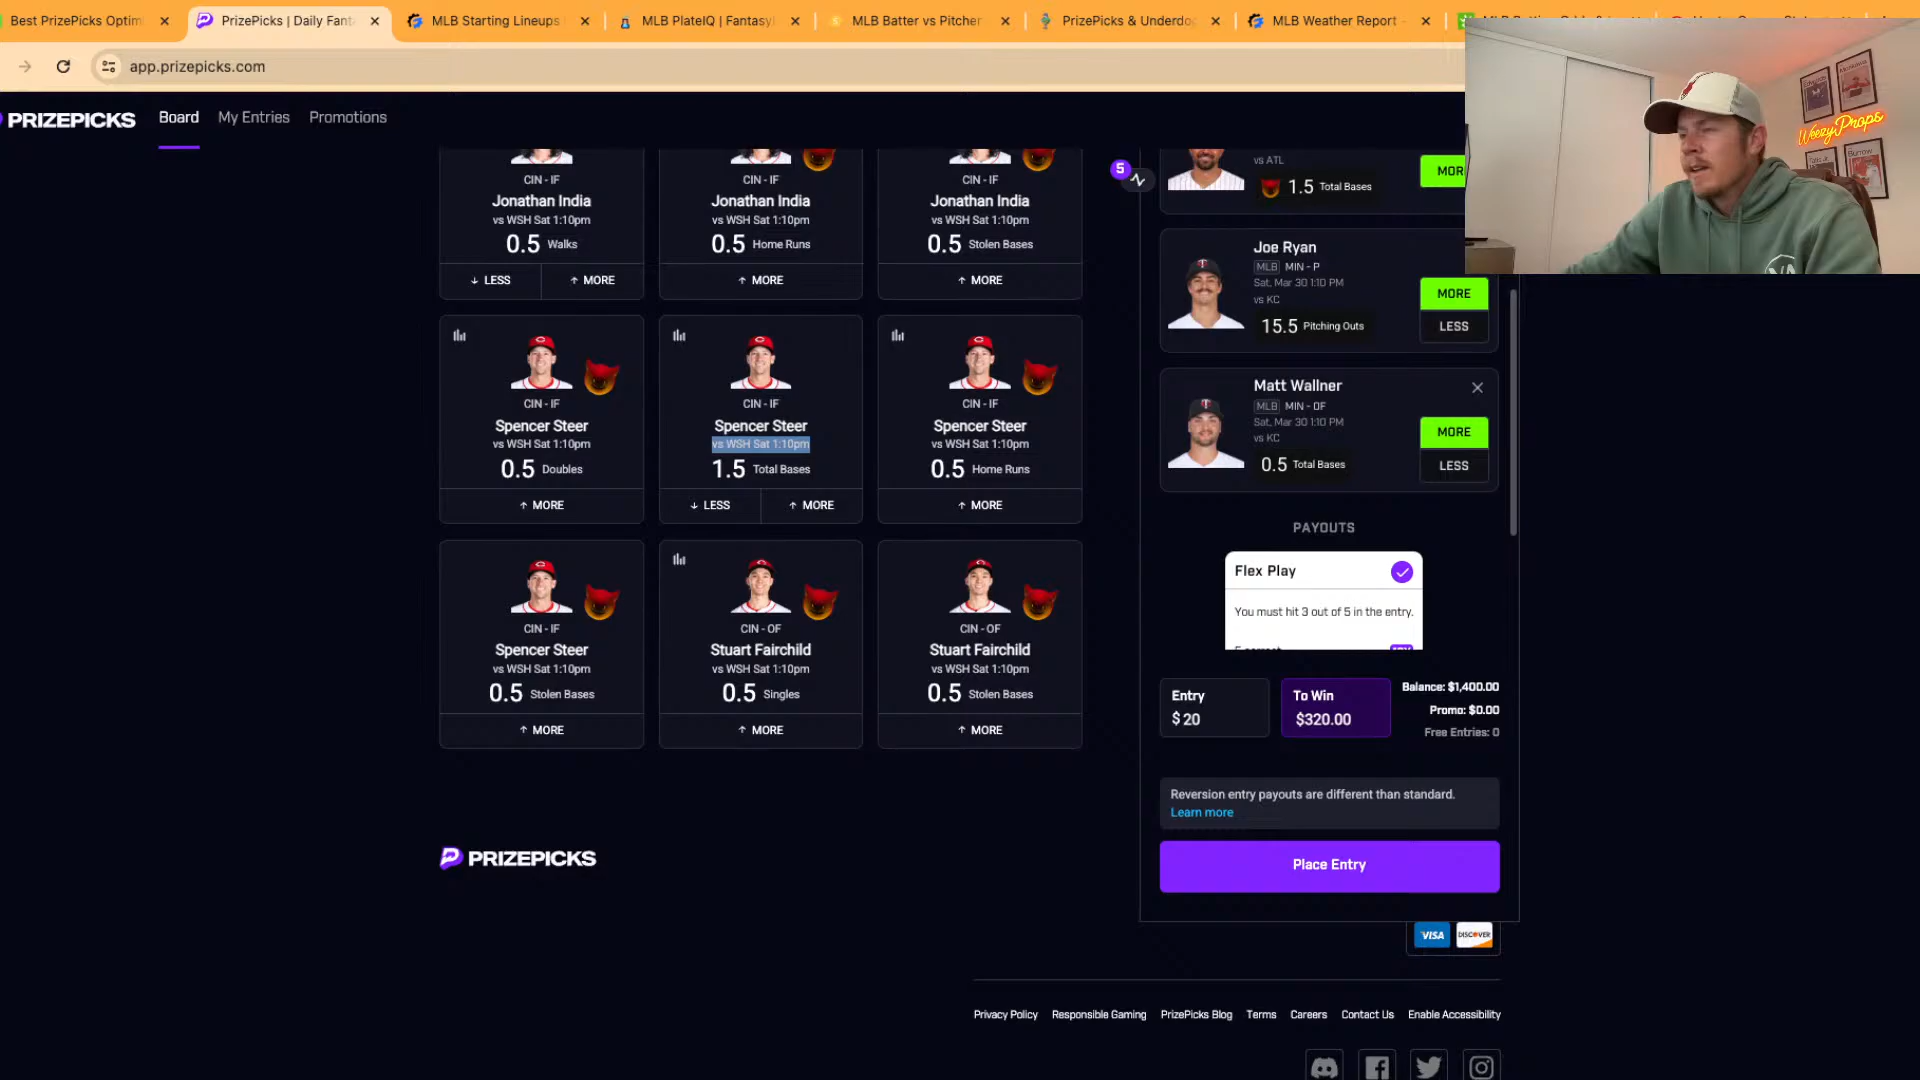 Best PrizePicks Optimi
PrizePicks | Daily Fant
MLB Starting Lineups
MLB PlateIQ | Fantasy
MLB Batter vs Pitcher
PrizePicks & Underdo
MLB Weather Report -
app.prizepicks.com
PRIZEPICKS
Board
My Entries
Promotions
WeezyProps
CIN - IF
Jonathan India
vs WSH Sat 1:10pm
0.5 Walks
LESS
MORE
CIN - IF
Jonathan India
vs WSH Sat 1:10pm
0.5 Home Runs
MORE
CIN - IF
Jonathan India
vs WSH Sat 1:10pm
0.5 Stolen Bases
MORE
CIN - IF
Spencer Steer
vs WSH Sat 1:10pm
0.5 Doubles
MORE
CIN - IF
Spencer Steer
vs WSH Sat 1:10pm
1.5 Total Bases
LESS
MORE
CIN - IF
Spencer Steer
vs WSH Sat 1:10pm
0.5 Home Runs
MORE
CIN - IF
Spencer Steer
vs WSH Sat 1:10pm
0.5 Stolen Bases
MORE
CIN - OF
Stuart Fairchild
vs WSH Sat 1:10pm
0.5 Singles
MORE
CIN - OF
Stuart Fairchild
vs WSH Sat 1:10pm
0.5 Stolen Bases
MORE
5
vs ATL
1.5 Total Bases
MOR
Joe Ryan
MLB MIN - P
Sat, Mar 30 1:10 PM
vs KC
15.5 Pitching Outs
MORE
LESS
Matt Wallner
MLB MIN - OF
Sat, Mar 30 1:10 PM
vs KC
0.5 Total Bases
MORE
LESS
PAYOUTS
Flex Play
You must hit 3 out of 5 in the entry.
Entry
$ 20
To Win
$320.00
Balance: $1,400.00
Promo: $0.00
Free Entries: 0
Reversion entry payouts are different than standard.
Learn more
Place Entry
PRIZEPICKS
VISA
DISCOVER
Privacy Policy
Responsible Gaming
PrizePicks Blog
Terms
Careers
Contact Us
Enable Accessibility